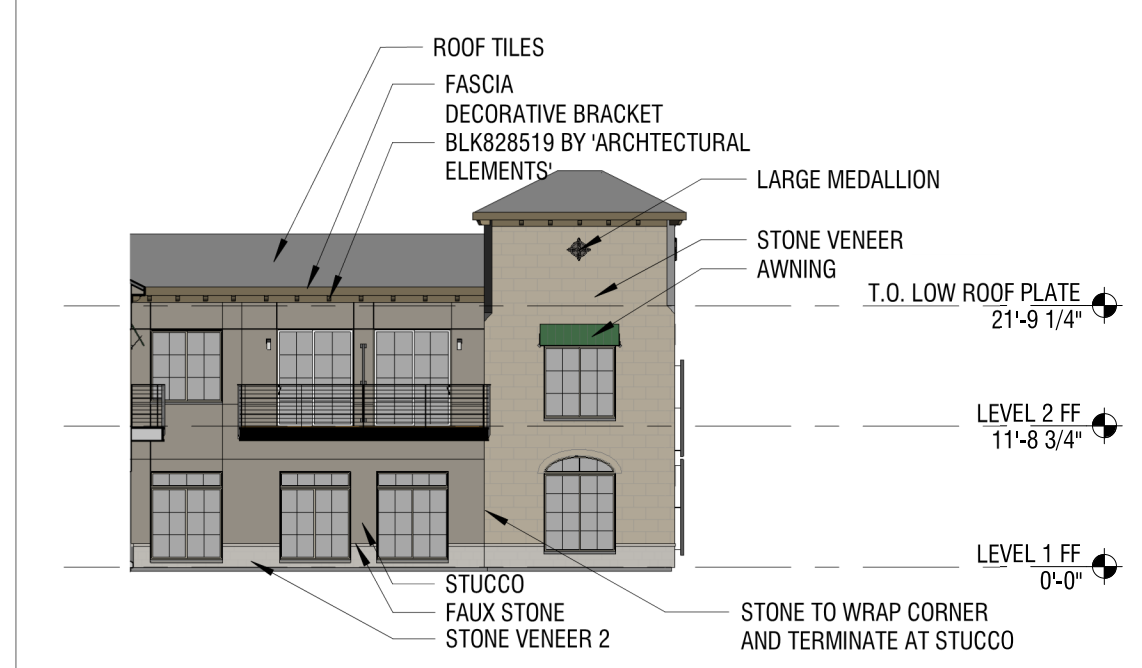 ROOF TILES
FASCIA
DECORATIVE BRACKET
BLK828519 BY 'ARCHTECTURAL
ELEMENTS'
LARGE MEDALLION
STONE VENEER
AWNING
T.O. LOW ROOF PLATE
21'-9 1/4"
LEVEL 2 FF
11'-8 3/4"
LEVEL 1 FF
0'-0"
STUCCO
FAUX STONE
STONE VENEER 2
STONE TO WRAP CORNER
AND TERMINATE AT STUCCO